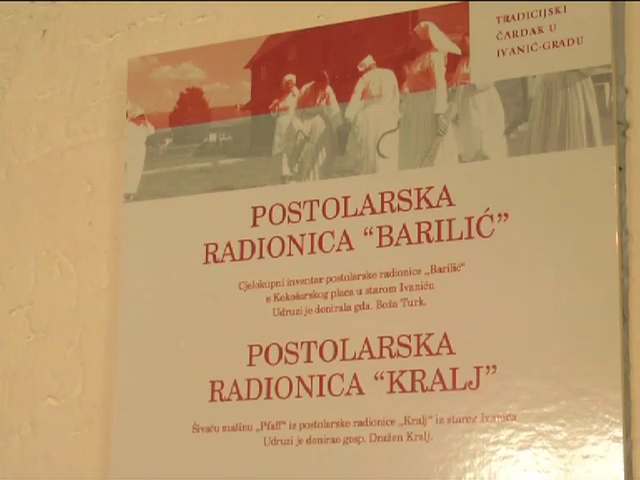 TRADICIJSKI
ČARDAK U
IVANIĆ-GRADU
POSTOLARSKA
RADIONICA “BARILIĆ”
Cjelokupni inventar postolarske radionice „Barilić“
s Kokošarskog placa u starom Ivaniću
Udruzi je donirala gđa. Boža Turk.
POSTOLARSKA
RADIONICA “KRALJ”
Šivaću mašinu „Pfaff“ iz postolarske radionice „Kralj“ iz starog Ivanića
Udruzi je donirao gosp. Dražen Kralj.